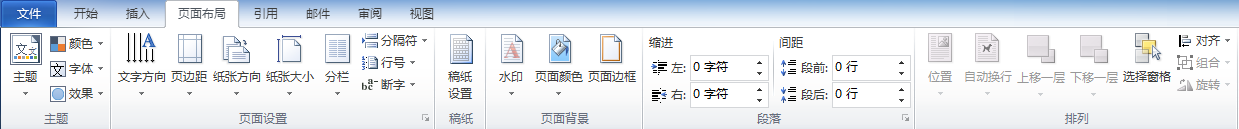 文件 开始 插入 页面布局 引用 邮件 审阅 视图
主题
颜色
字体
效果
主题
文字方向 页边距 纸张方向 纸张大小 分栏
分隔符
行号
断字
页面设置
稿纸
设置
稿纸
水印 页面颜色 页面边框
页面背景
缩进 间距
左: 0 字符 段前: 0 行
右: 0 字符 段后: 0 行
段落
位置 自动换行 上移一层 下移一层 选择窗格
对齐
组合
旋转
排列